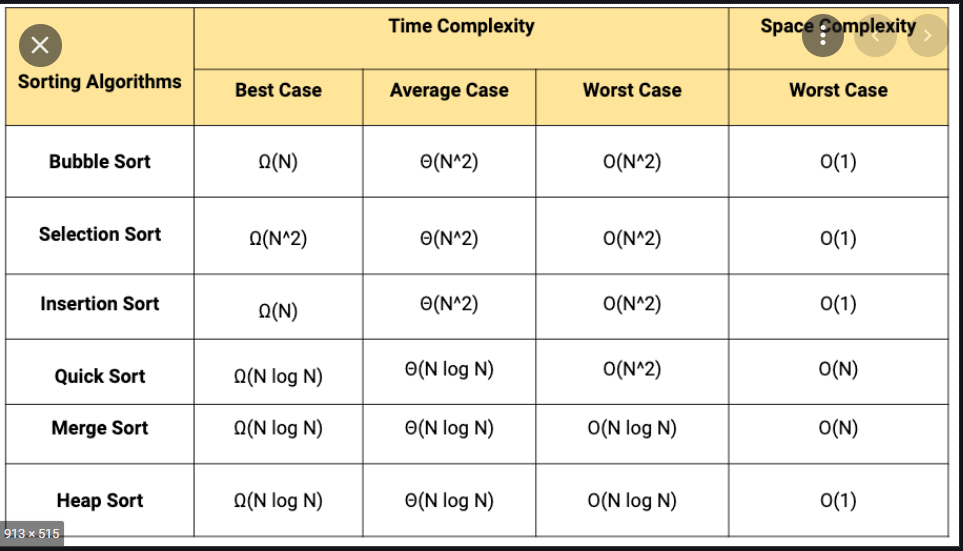 Time Complexity
Space Complexity
Sorting Algorithms
Best Case
Average Case
Worst Case
Worst Case
Bubble Sort
Ω(N)
Θ(N^2)
O(N^2)
O(1)
Selection Sort
Ω(N^2)
Θ(N^2)
O(N^2)
O(1)
Insertion Sort
Ω(N)
Θ(N^2)
O(N^2)
O(1)
Quick Sort
Ω(N log N)
Θ(N log N)
O(N^2)
O(N)
Merge Sort
Ω(N log N)
Θ(N log N)
O(N log N)
O(N)
Heap Sort
Ω(N log N)
Θ(N log N)
O(N log N)
O(1)
913 × 515